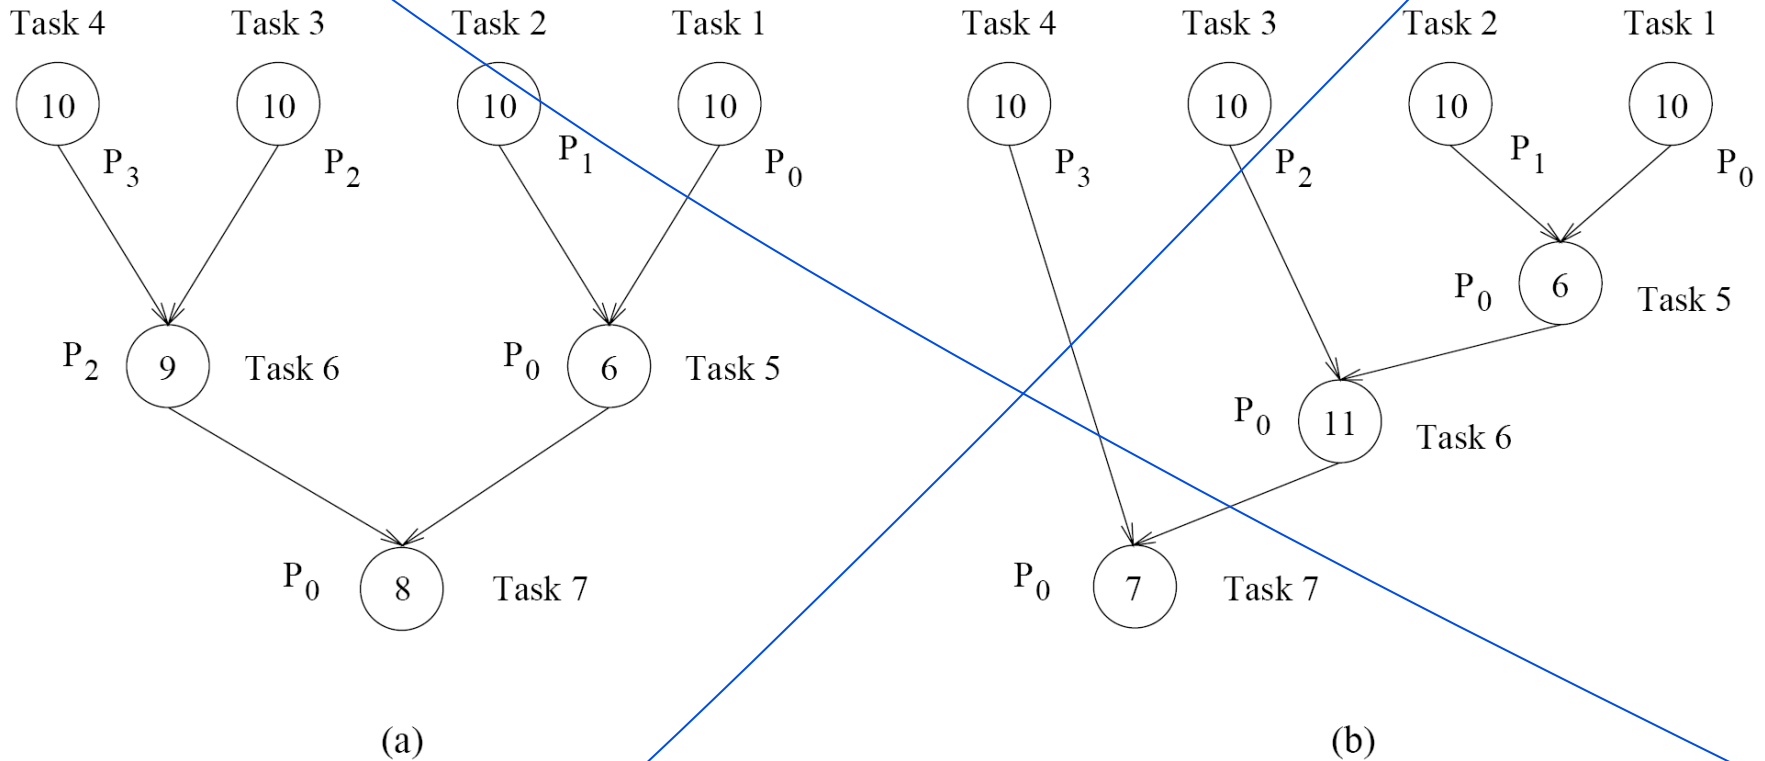 Task 4 Task 3 Task 2 Task 1 Task 4 Task 3 Task 2 Task 1
10 10 10 10 10 10 10 10
P3 P2 P1 P0 P3 P2 P1 P0
P0 6 Task 5
P2 9 Task 6 P0 6 Task 5
P0 11 Task 6
P0 8 Task 7 P0 7 Task 7
(a) (b)